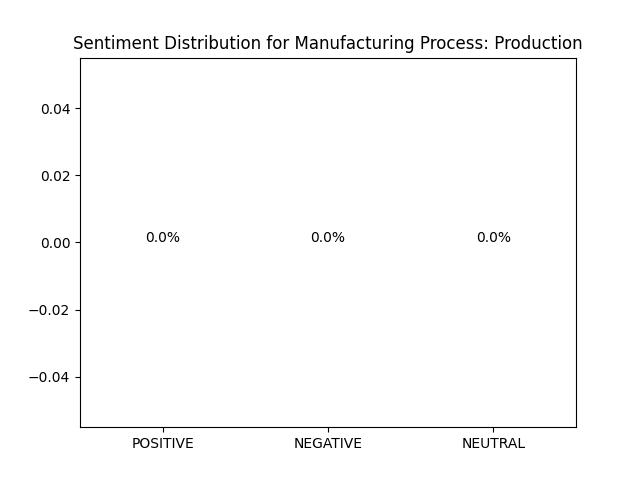 Sentiment Distribution for Manufacturing Process: Production
0.04
0.02
0.00
−0.02
−0.04
0.0% 0.0% 0.0%
POSITIVE NEGATIVE NEUTRAL